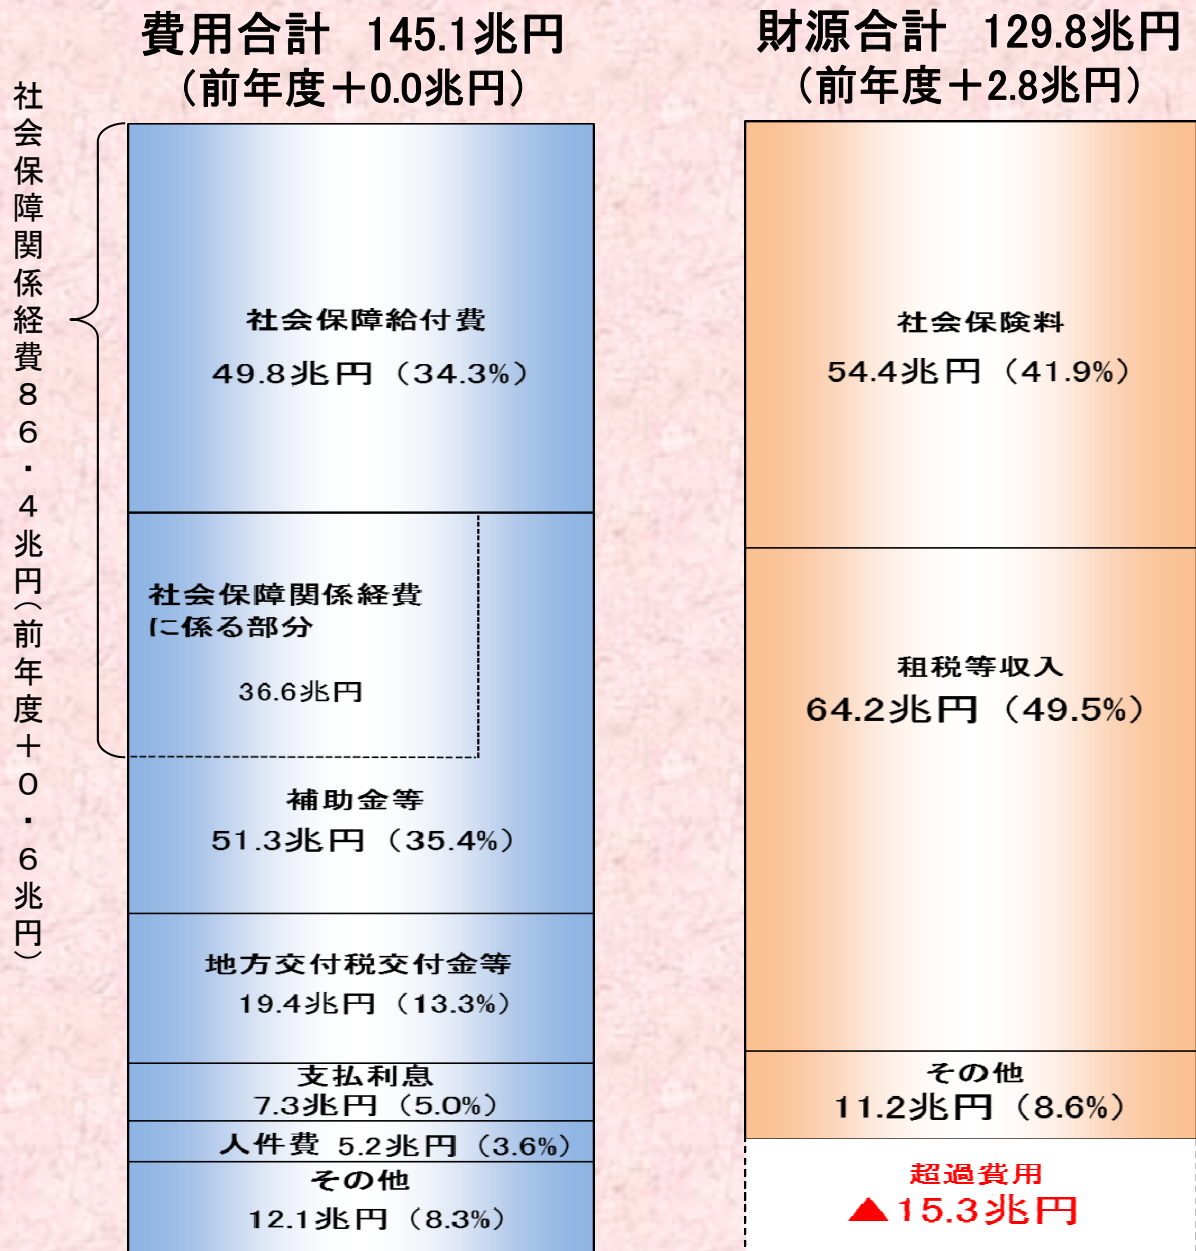 費用合計　145.1兆円
（前年度＋0.0兆円）
社会保障関係経費８６・４兆円（前年度＋０・６兆円）
社会保障給付費
49.8兆円（34.3%）
社会保障関係経費
に係る部分
36.6兆円
補助金等
51.3兆円（35.4%）
地方交付税交付金等
19.4兆円（13.3%）
支払利息
7.3兆円（5.0%）
人件費 5.2兆円（3.6%）
その他
12.1兆円（8.3%）
財源合計　129.8兆円
（前年度＋2.8兆円）
社会保険料
54.4兆円（41.9%）
租税等収入
64.2兆円（49.5%）
その他
11.2兆円（8.6%）
超過費用
▲15.3兆円